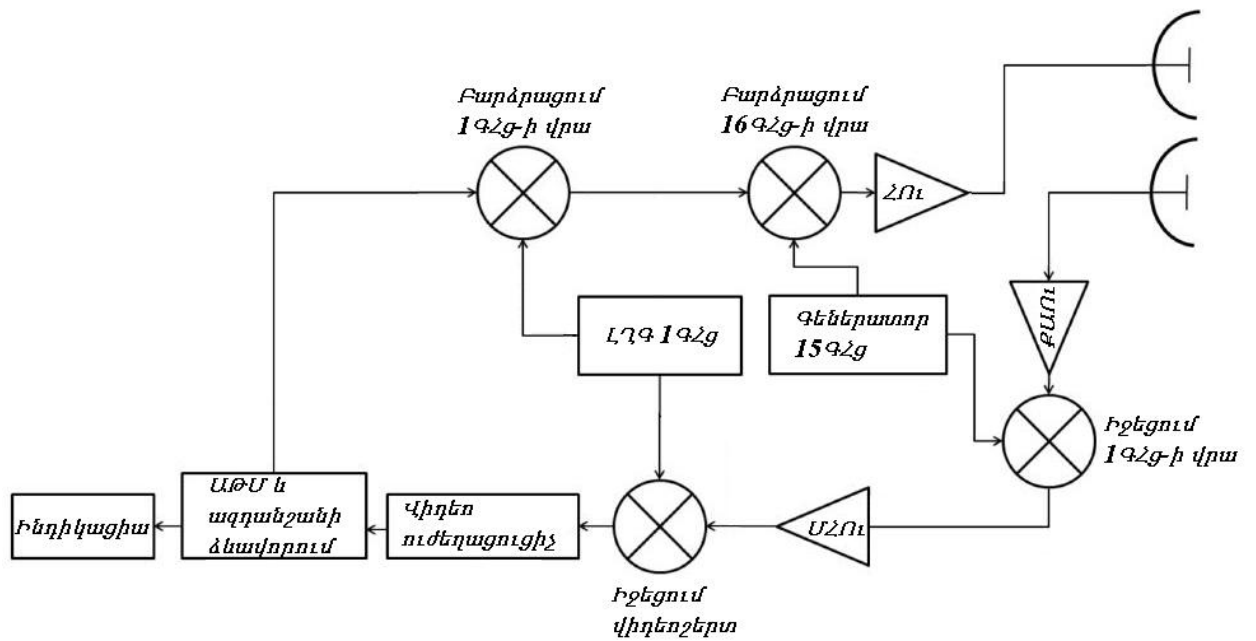 Բարձրացում
1ԳՀց-ի վրա
Բարձրացում
16ԳՀց-ի վրա
ՀՈւ
ՔԱՈւ
ԼՂԳ 1ԳՀց
Գեներատոր
15ԳՀց
Իջեցում
1ԳՀց-ի վրա
Ինդիկացիա
ԱԹՄ և
ազդանշանի
ձևավորում
Վիդեո
ուժեղացուցիչ
ՄՀՈւ
Իջեցում
վիդեոշերտ